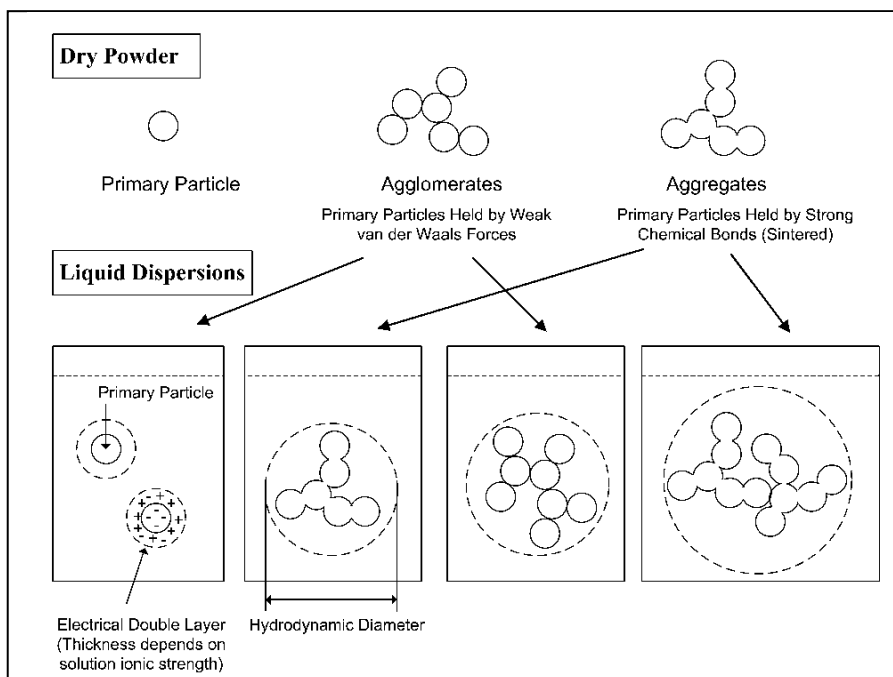 Dry Powder
Primary Particle
Agglomerates
Primary Particles Held by Weak
van der Waals Forces
Aggregates
Primary Particles Held by Strong
Chemical Bonds (Sintered)
Liquid Dispersions
Primary Particle
Electrical Double Layer
(Thickness depends on
solution ionic strength)
Hydrodynamic Diameter